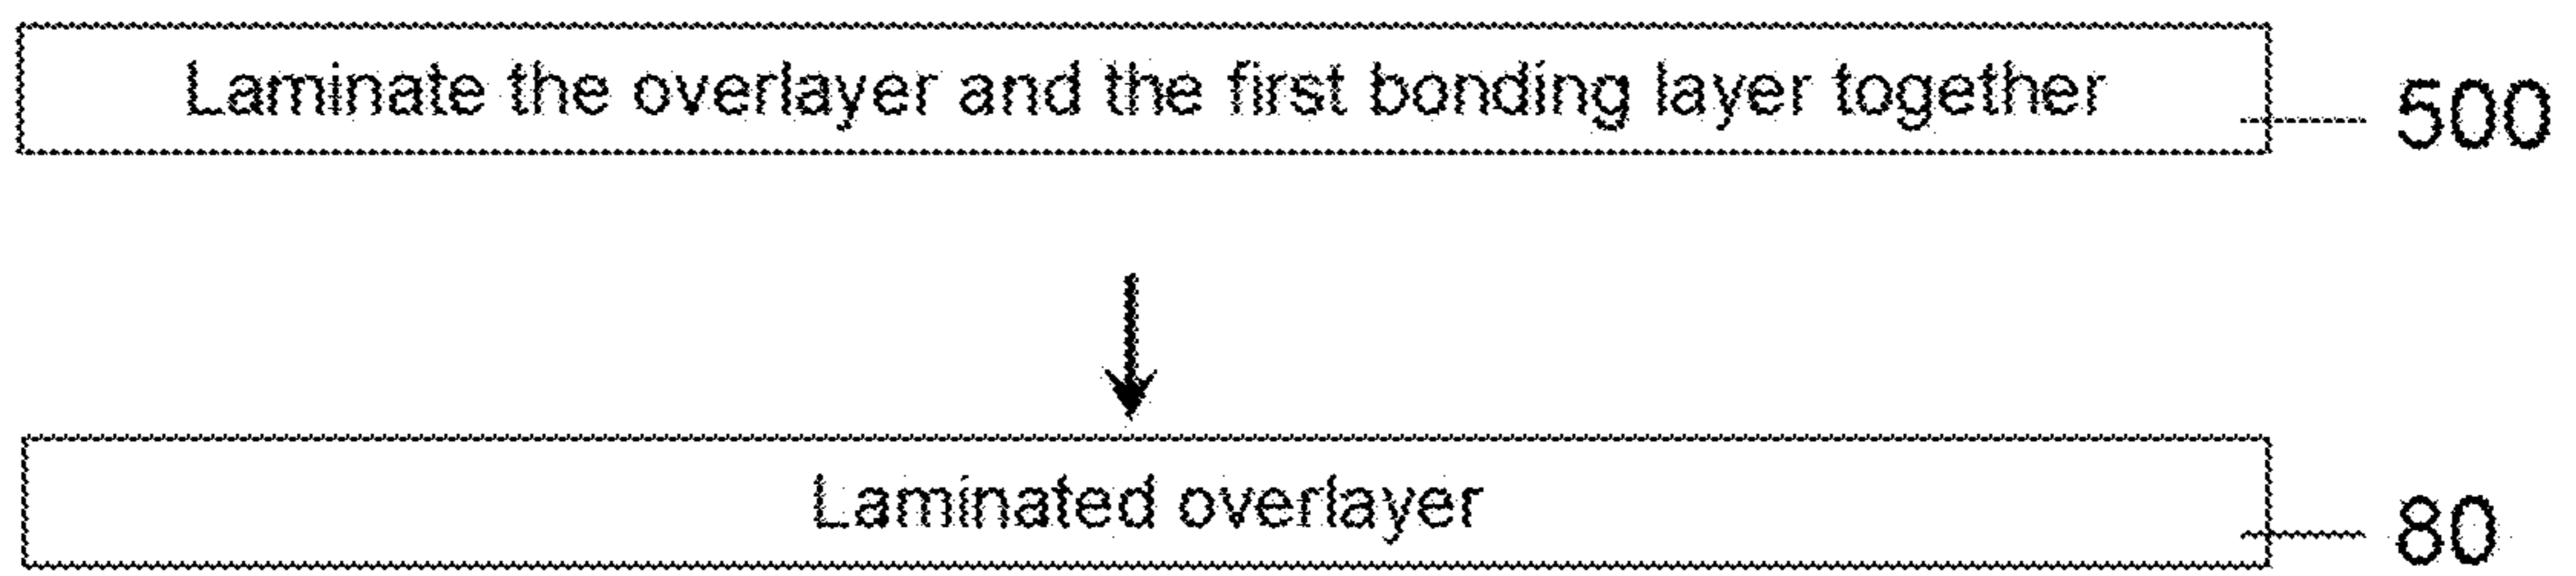 Laminate the overlayer and the first bonding layer together 500
Laminated overlayer 80